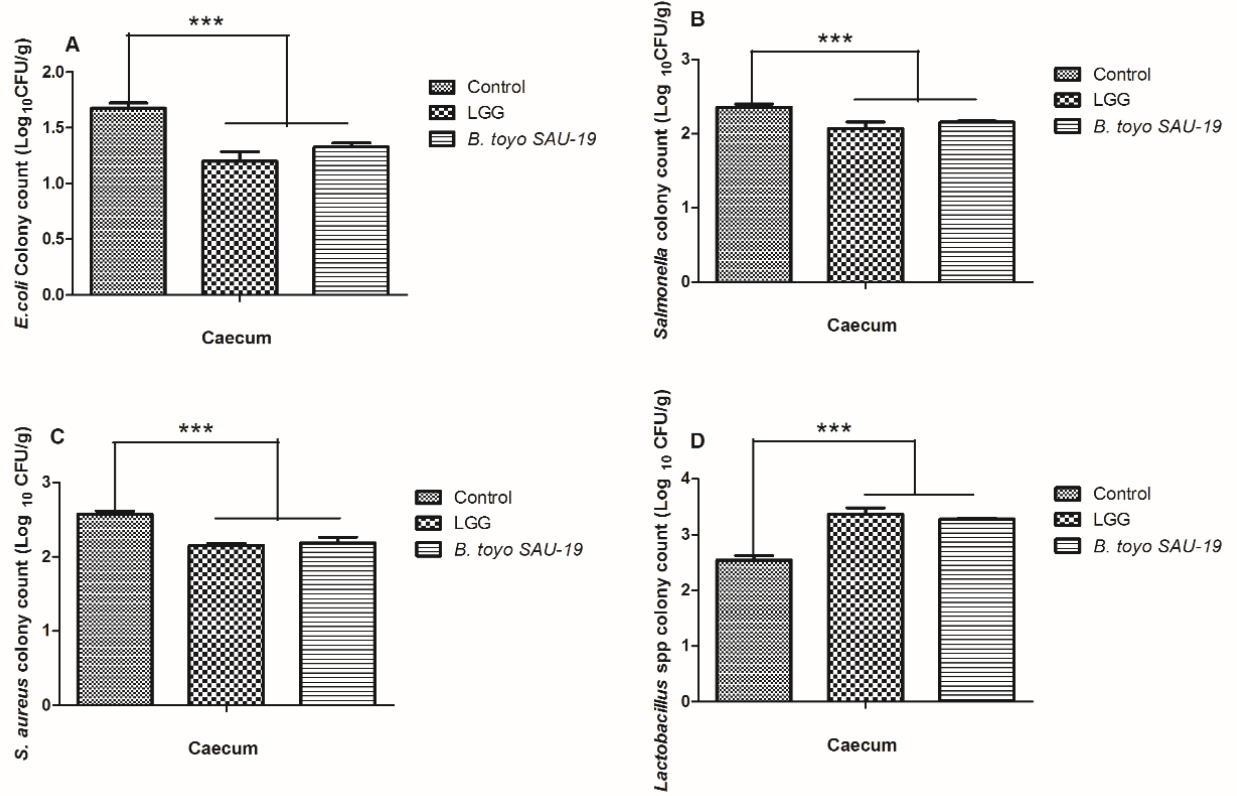 A
***
E.coli Colony count (Log 10CFU/g)
2.0
1.5
1.0
0.5
0.0
Caecum
Control
LGG
B. toyo SAU-19
B
***
Salmonella colony count (Log 10CFU/g)
3
2
1
0
Caecum
Control
LGG
B. toyo SAU-19
C
***
S. aureus colony count (Log 10 CFU/g)
3
2
1
0
Caecum
Control
LGG
B. toyo SAU-19
D
***
Lactobacillus spp colony count (Log 10 CFU/g)
4
3
2
1
0
Caecum
Control
LGG
B. toyo SAU-19